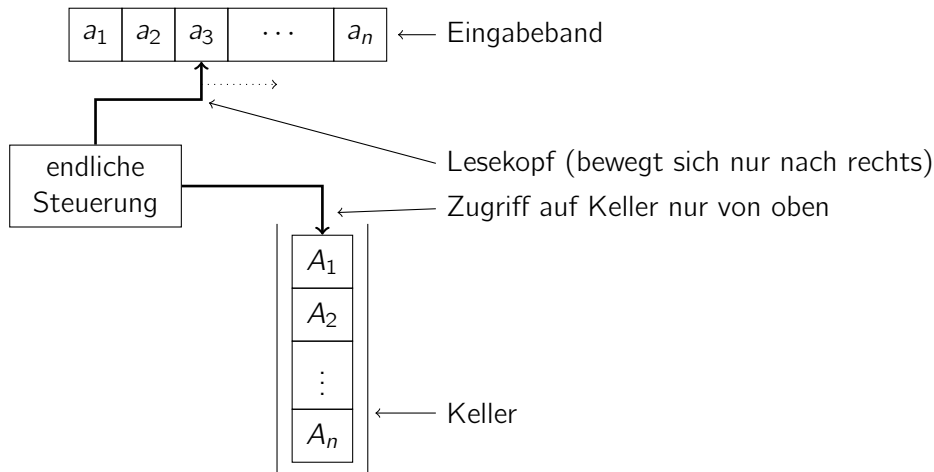 a₁ a₂ a₃ ⋯ aₙ Eingabeband
Lesekopf (bewegt sich nur nach rechts)
endliche
Steuerung
Zugriff auf Keller nur von oben
A₁
A₂
⋮
Aₙ
Keller